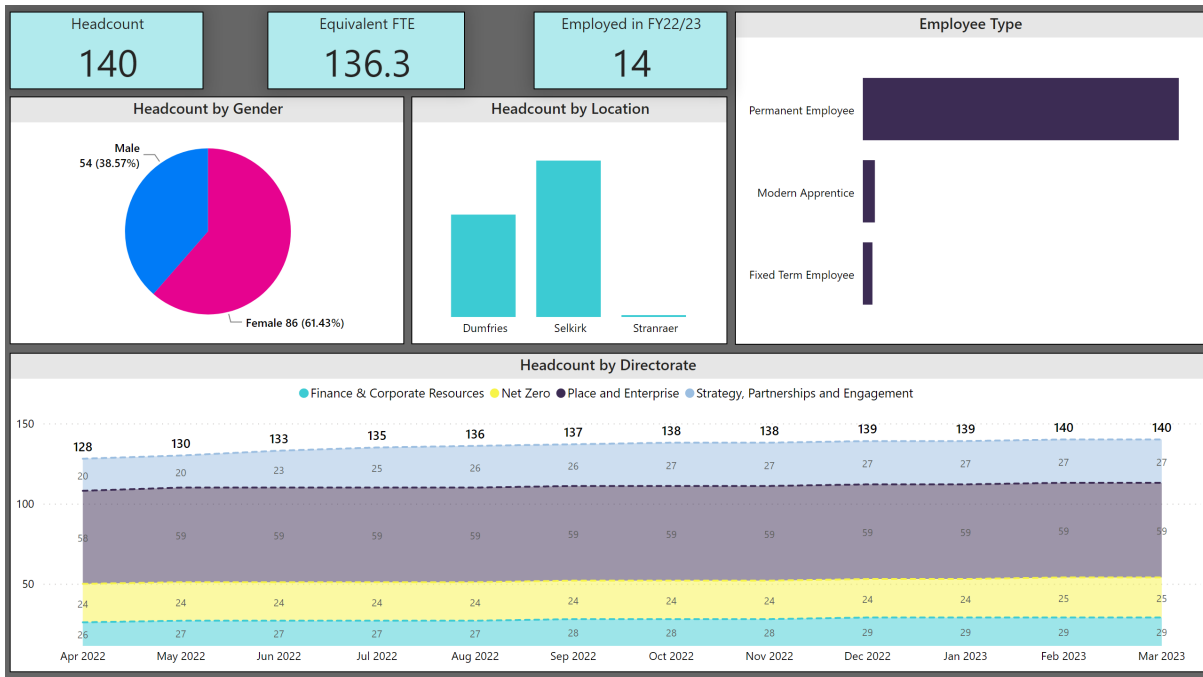 Headcount
140
Equivalent FTE
136.3
Employed in FY22/23
14
Employee Type
Permanent Employee
Modern Apprentice
Fixed Term Employee
Headcount by Gender
Male
54 (38.57%)
Female 86 (61.43%)
Headcount by Location
Dumfries Selkirk Stranraer
Headcount by Directorate
Finance & Corporate Resources Net Zero Place and Enterprise Strategy, Partnerships and Engagement
150
128 130 133 135 136 137 138 138 139 139 140 140
20 20 23 25 26 26 27 27 27 27 27 27
100
58 59 59 59 59 59 59 59 59 59 59 59
50
24 24 24 24 24 24 24 24 24 24 25 25
26 27 27 27 27 28 28 28 29 29 29 29
Apr 2022 May 2022 Jun 2022 Jul 2022 Aug 2022 Sep 2022 Oct 2022 Nov 2022 Dec 2022 Jan 2023 Feb 2023 Mar 2023